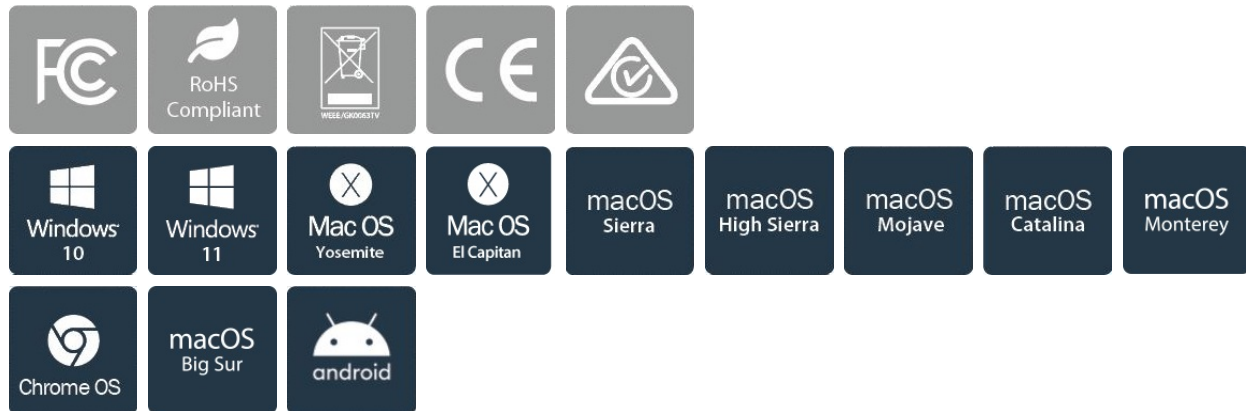 FC
RoHS
Compliant
WEEE/GK0083TV
CE
Windows
10
Windows
11
X
Mac OS
Yosemite
X
Mac OS
El Capitan
macOS
Sierra
macOS
High Sierra
macOS
Mojave
macOS
Catalina
macOS
Monterey
Chrome OS
macOS
Big Sur
android